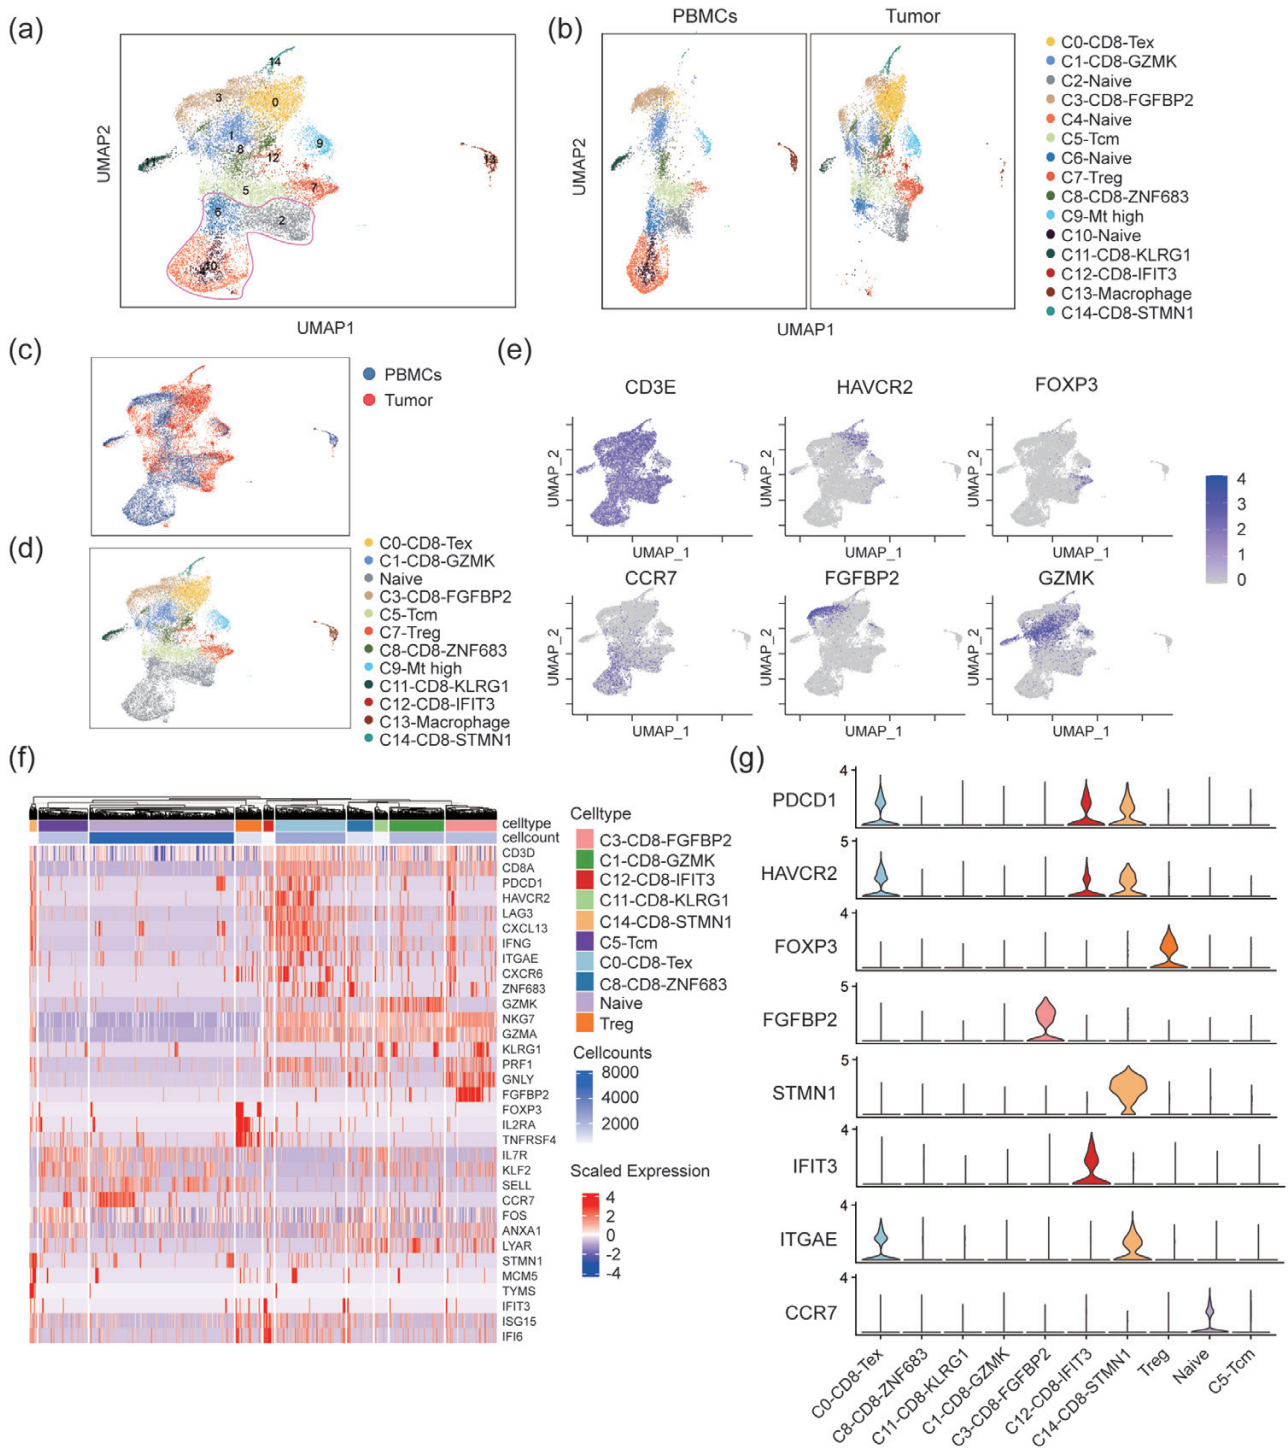 (a)
UMAP2
14
3
0
1
8
12
9
11
13
5
7
6
2
10
UMAP1
(b)
PBMCs
Tumor
UMAP2
UMAP1
C0-CD8-Tex
C1-CD8-GZMK
C2-Naive
C3-CD8-FGFBP2
C4-Naive
C5-Tcm
C6-Naive
C7-Treg
C8-CD8-ZNF683
C9-Mt high
C10-Naive
C11-CD8-KLRG1
C12-CD8-IFIT3
C13-Macrophage
C14-CD8-STMN1
(c)
PBMCs
Tumor
(d)
C0-CD8-Tex
C1-CD8-GZMK
Naive
C3-CD8-FGFBP2
C5-Tcm
C7-Treg
C8-CD8-ZNF683
C9-Mt high
C11-CD8-KLRG1
C12-CD8-IFIT3
C13-Macrophage
C14-CD8-STMN1
(e)
CD3E
HAVCR2
FOXP3
UMAP_2
UMAP_2
UMAP_2
UMAP_1
UMAP_1
UMAP_1
CCR7
FGFBP2
GZMK
UMAP_2
UMAP_2
UMAP_2
UMAP_1
UMAP_1
UMAP_1
4
3
2
1
0
(f)
celltype
cellcount
CD3D
CD8A
PDCD1
HAVCR2
LAG3
CXCL13
IFNG
ITGAE
CXCR6
ZNF683
GZMK
NKG7
GZMA
KLRG1
PRF1
GNLY
FGFBP2
FOXP3
IL2RA
TNFRSF4
IL7R
KLF2
SELL
CCR7
FOS
ANXA1
LYAR
STMN1
MCM5
TYMS
IFIT3
ISG15
IFI6
Celltype
C3-CD8-FGFBP2
C1-CD8-GZMK
C12-CD8-IFIT3
C11-CD8-KLRG1
C14-CD8-STMN1
C5-Tcm
C0-CD8-Tex
C8-CD8-ZNF683
Naive
Treg
Cellcounts
8000
4000
2000
Scaled Expression
4
2
0
-2
-4
(g)
4
PDCD1
5
HAVCR2
4
FOXP3
5
FGFBP2
5
STMN1
4
IFIT3
4
ITGAE
4
CCR7
C0-CD8-Tex
C8-CD8-ZNF683
C11-CD8-KLRG1
C1-CD8-GZMK
C3-CD8-FGFBP2
C12-CD8-IFIT3
C14-CD8-STMN1
Treg
Naive
C5-Tcm